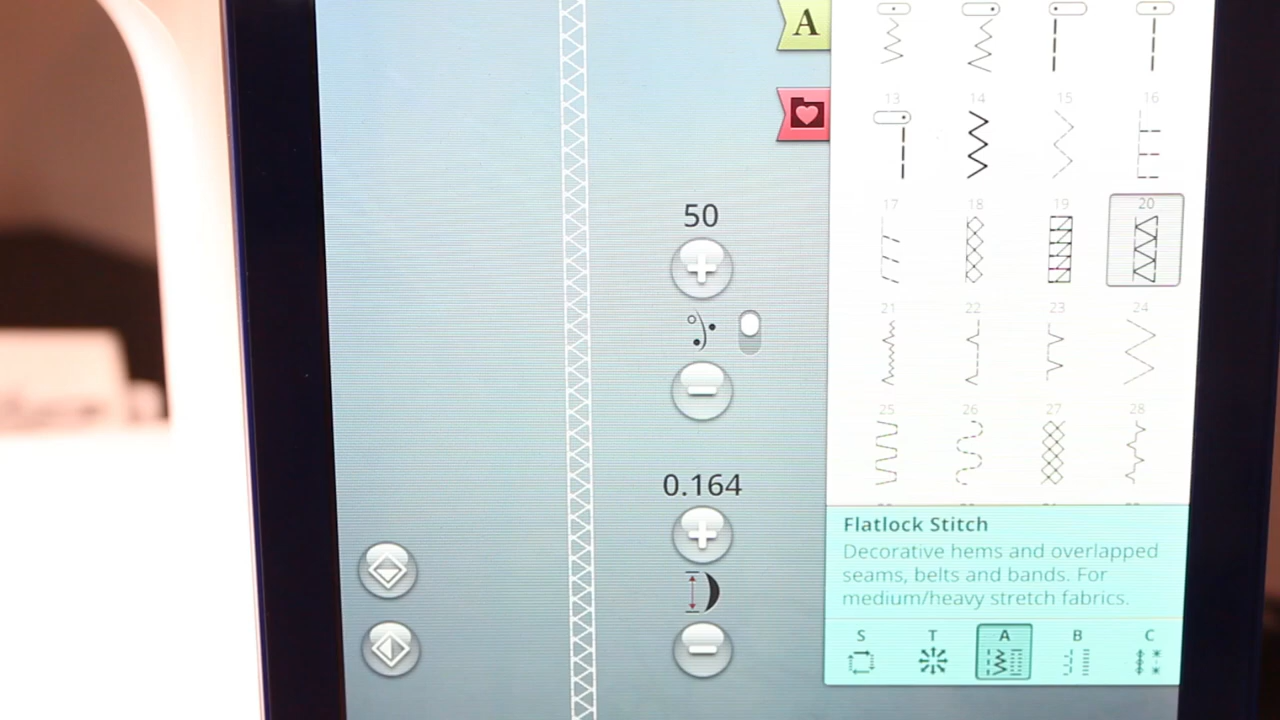 A
13 14 15 16
50
17 18 19 20
21 22 23 24
25 26 27 28
0.164
Flatlock Stitch
Decorative hems and overlapped
seams, belts and bands. For
medium/heavy stretch fabrics.
S T A B C